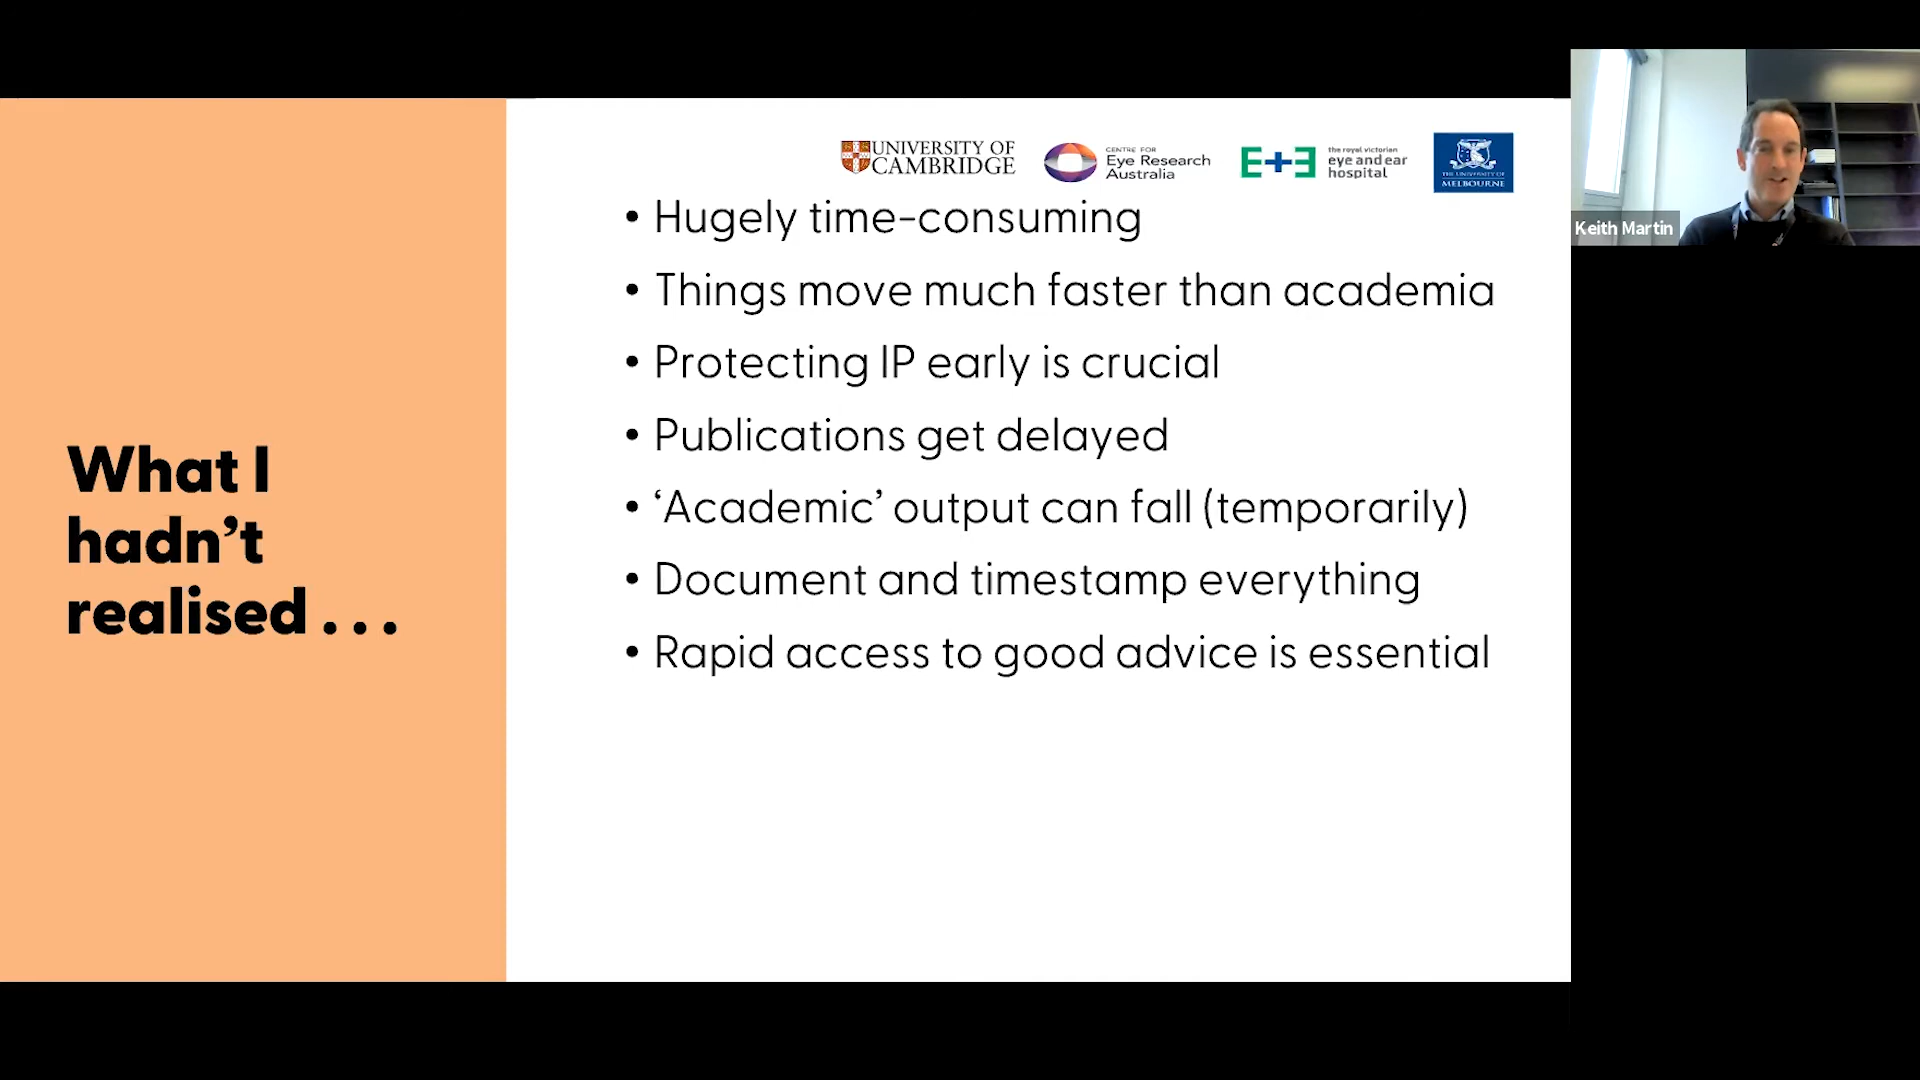 UNIVERSITY OF
CAMBRIDGE
CENTRE FOR
Eye Research
Australia
E+E
the royal victorian
eye and ear
hospital
THE UNIVERSITY OF
MELBOURNE
Keith Martin
What I
hadn’t
realised . . .
• Hugely time-consuming
• Things move much faster than academia
• Protecting IP early is crucial
• Publications get delayed
• ‘Academic’ output can fall (temporarily)
• Document and timestamp everything
• Rapid access to good advice is essential